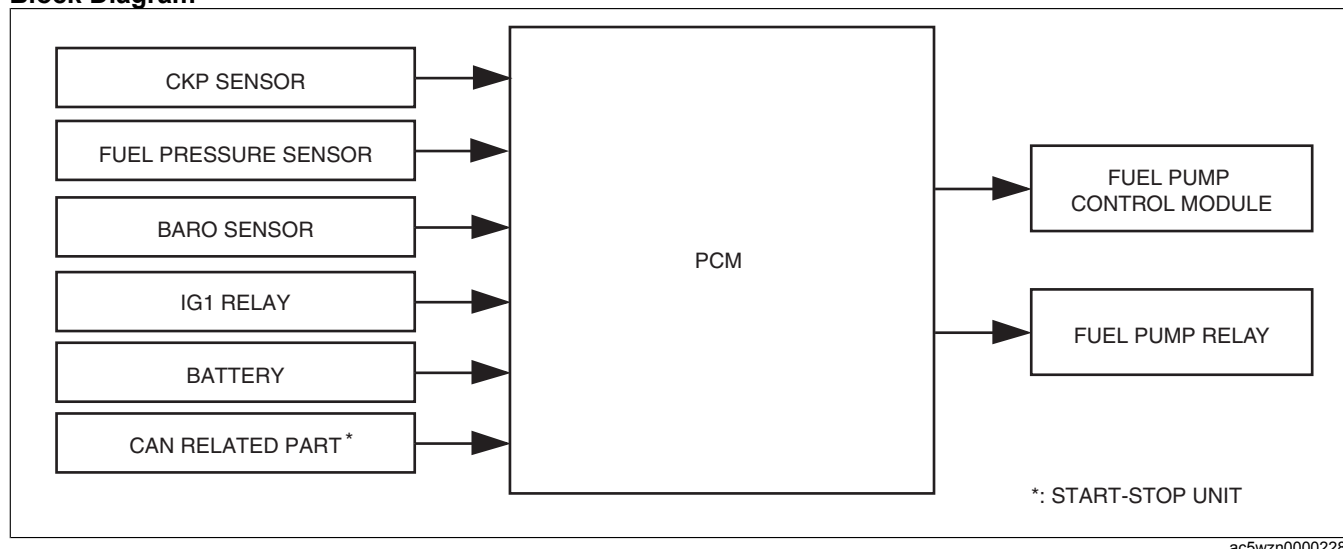 Block Diagram
CKP SENSOR
FUEL PRESSURE SENSOR
BARO SENSOR
IG1 RELAY
BATTERY
CAN RELATED PART*
PCM
FUEL PUMP
CONTROL MODULE
FUEL PUMP RELAY
*: START-STOP UNIT
ac5wzn0000228